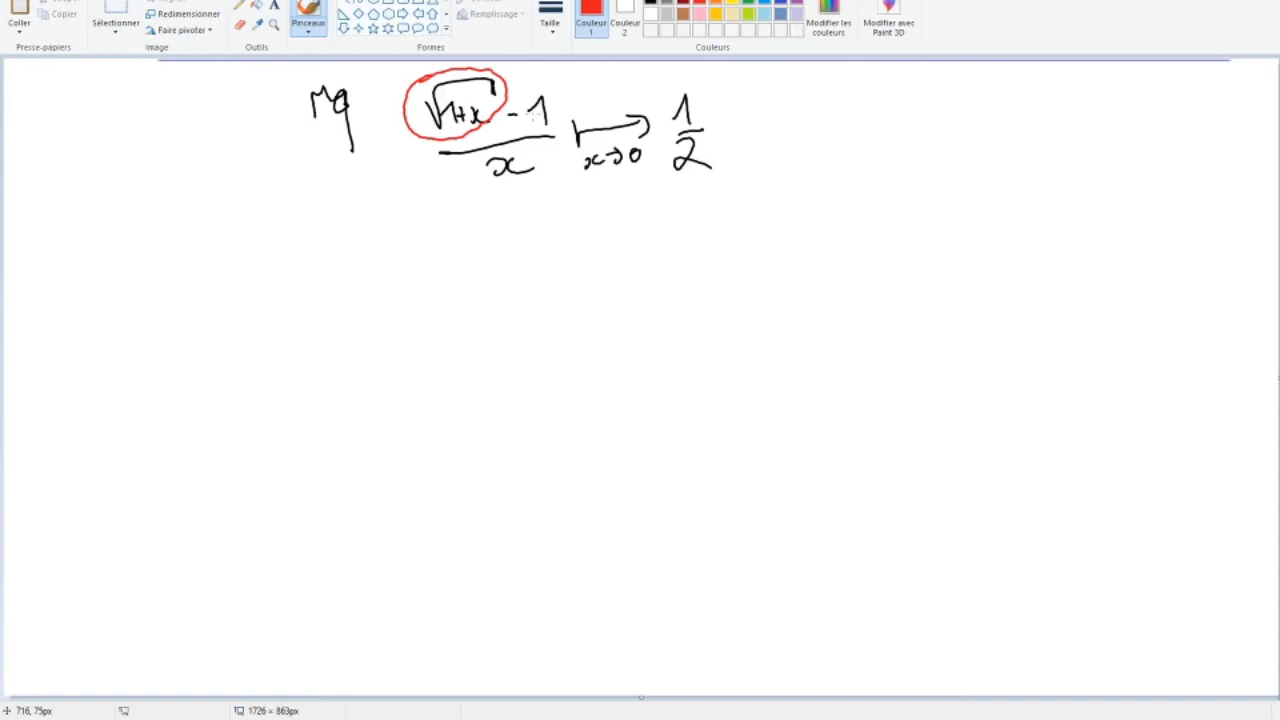 Coller
Copier
Sélectionner
Redimensionner
Faire pivoter
Pinceaux
Contour
Remplissage
Taille
Couleur 1
Couleur 2
Modifier les couleurs
Modifier avec Paint 3D
Presse-papiers
Image
Outils
Formes
Couleurs
Mq (√(1+x) - 1)/x ↦ x→0 1/2
716, 75px
1726 × 863px